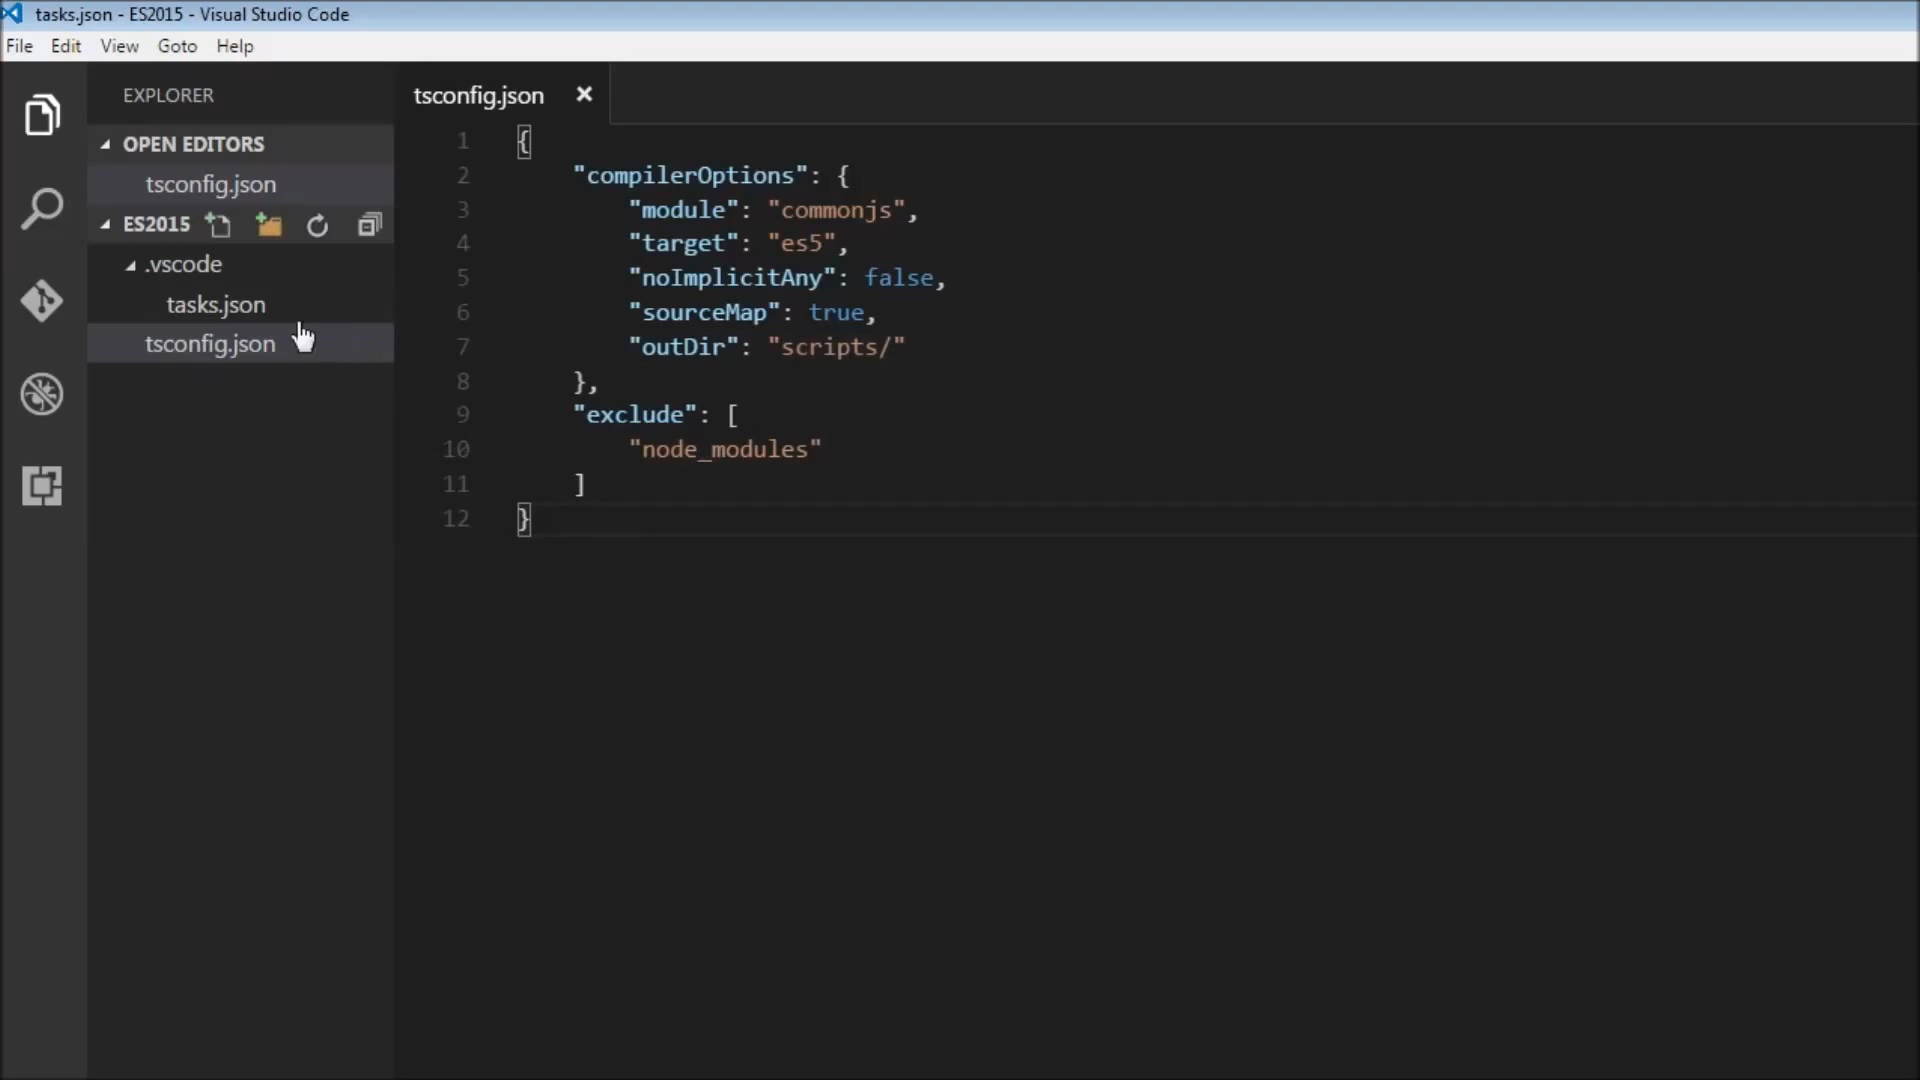 tasks.json - ES2015 - Visual Studio Code
File Edit View Goto Help
EXPLORER
OPEN EDITORS
tsconfig.json
ES2015
.vscode
tasks.json
tsconfig.json
tsconfig.json
1 {
2 "compilerOptions": {
3 "module": "commonjs",
4 "target": "es5",
5 "noImplicitAny": false,
6 "sourceMap": true,
7 "outDir": "scripts/"
8 },
9 "exclude": [
10 "node_modules"
11 ]
12 }